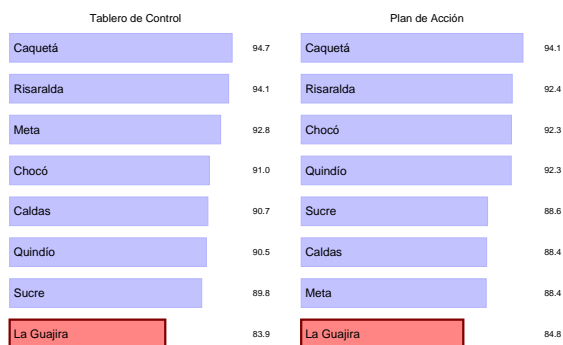 Tablero de Control
Caquetá 94.7
Risaralda 94.1
Meta 92.8
Chocó 91.0
Caldas 90.7
Quindío 90.5
Sucre 89.8
La Guajira 83.9
Plan de Acción
Caquetá 94.1
Risaralda 92.4
Chocó 92.3
Quindío 92.3
Sucre 88.6
Caldas 88.4
Meta 88.4
La Guajira 84.8